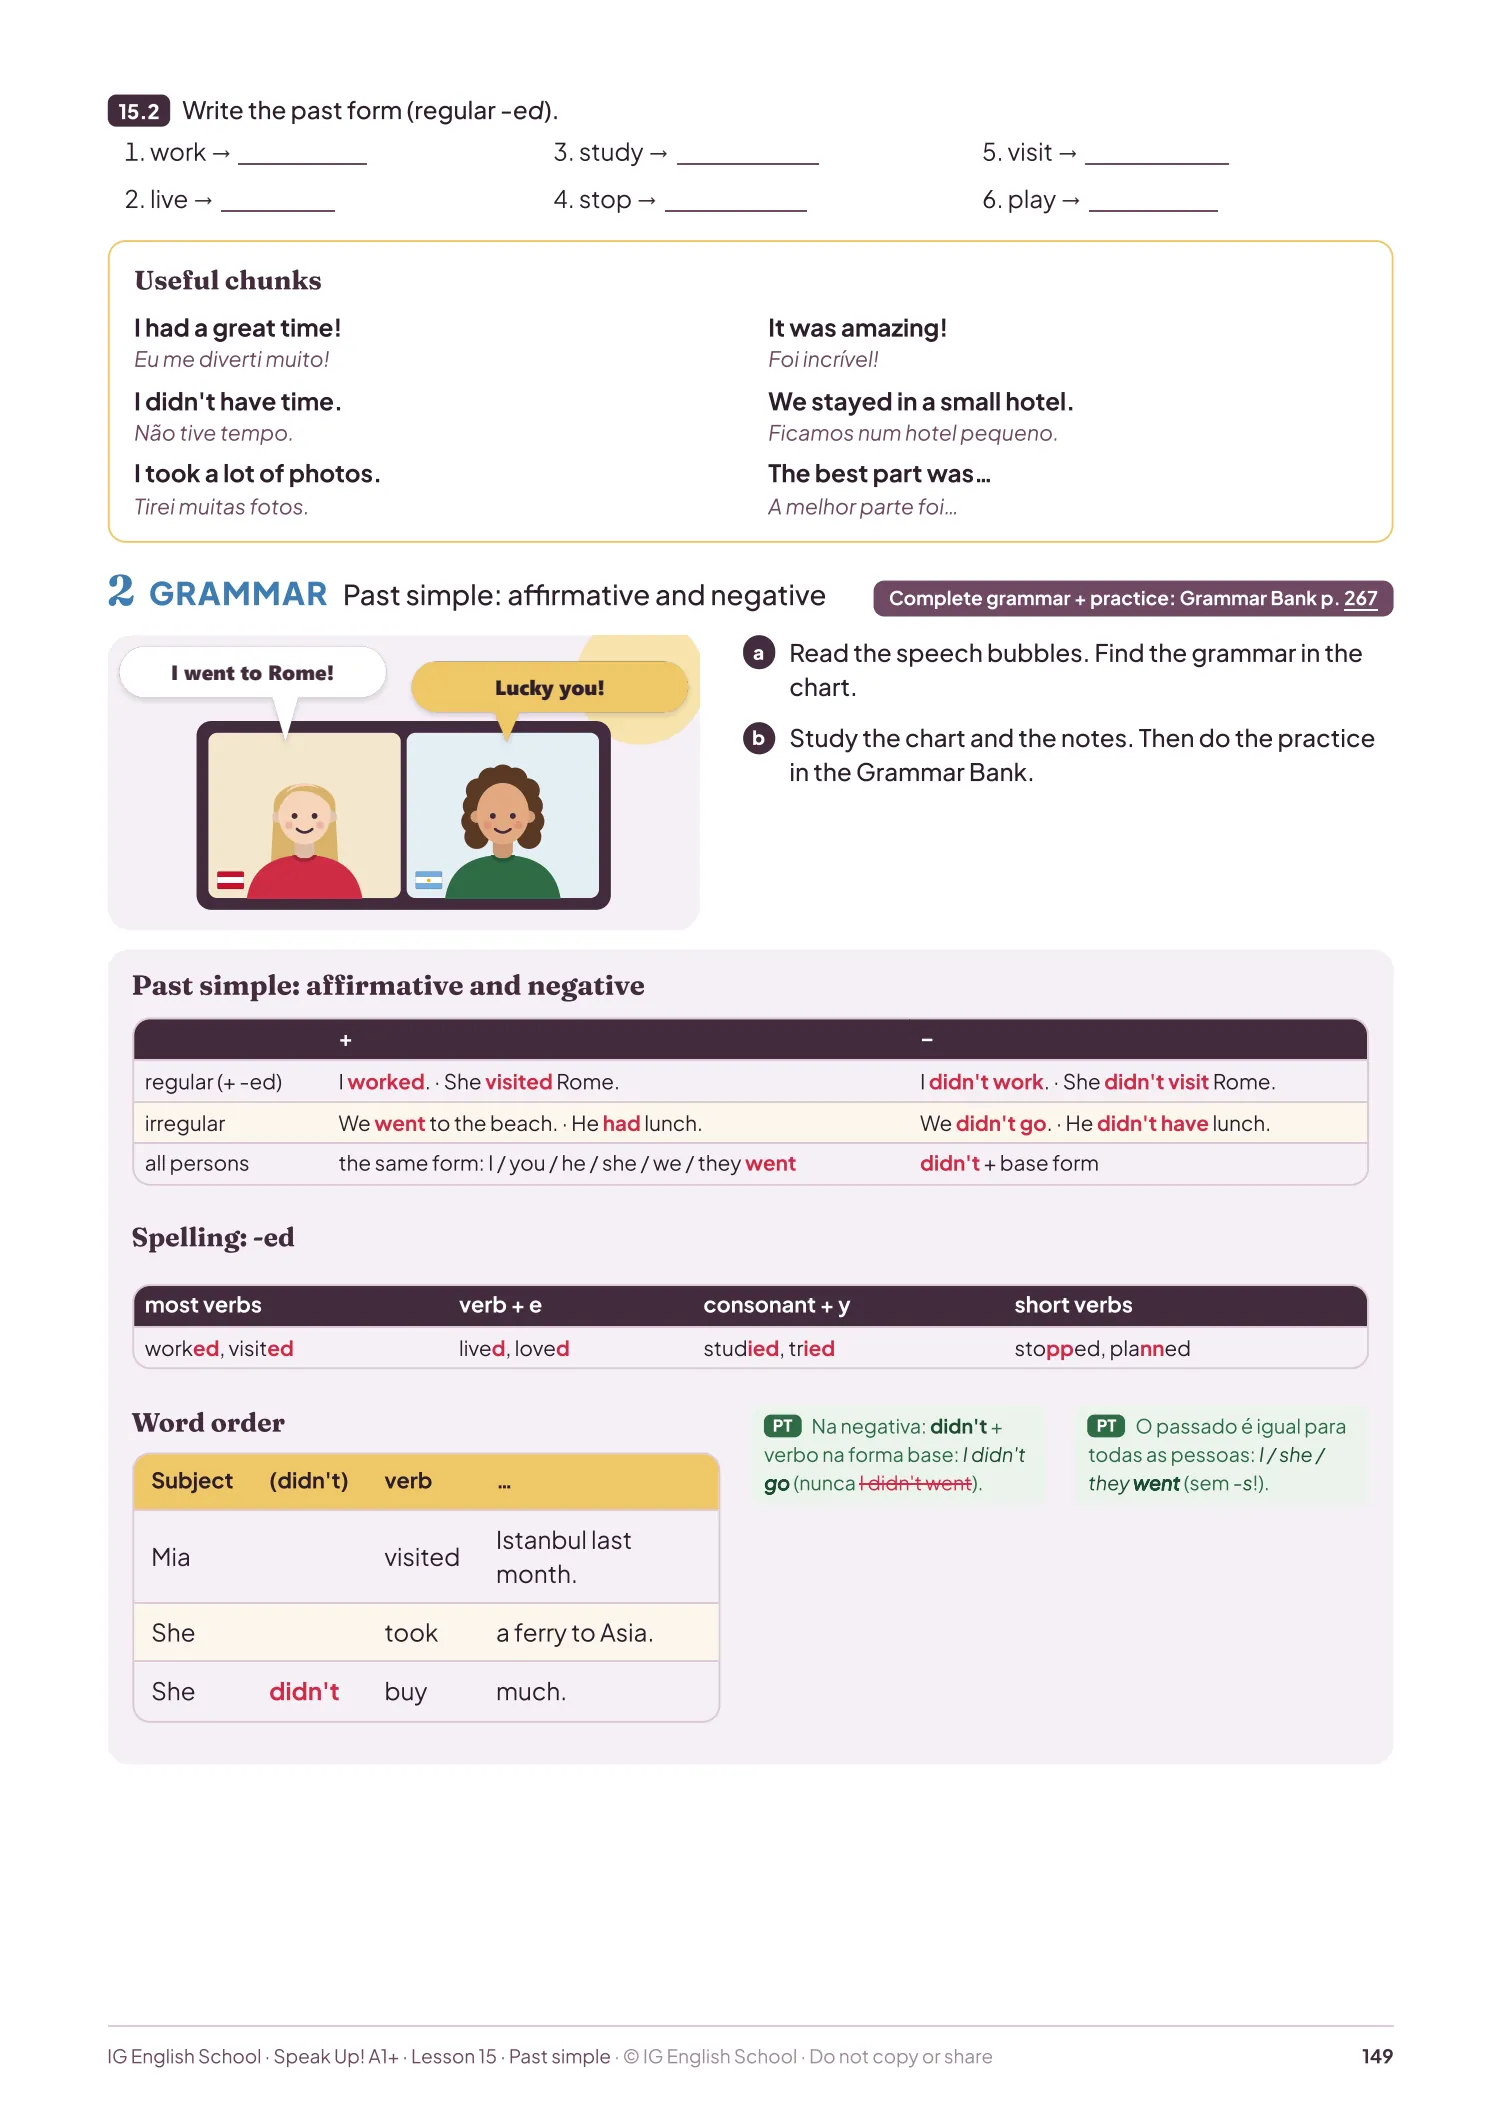 15.2 Write the past form (regular -ed).
1. work → __________
3. study → __________
5. visit → __________
2. live → __________
4. stop → __________
6. play → __________
Useful chunks
I had a great time!
Eu me diverti muito!
It was amazing!
Foi incrível!
I didn't have time.
Não tive tempo.
We stayed in a small hotel.
Ficamos num hotel pequeno.
I took a lot of photos.
Tirei muitas fotos.
The best part was…
A melhor parte foi…
2 GRAMMAR Past simple: affirmative and negative
Complete grammar + practice: Grammar Bank p. 267
I went to Rome!
Lucky you!
a Read the speech bubbles. Find the grammar in the
chart.
b Study the chart and the notes. Then do the practice
in the Grammar Bank.
Past simple: affirmative and negative
+ −
regular (+ -ed) I worked. · She visited Rome. I didn't work. · She didn't visit Rome.
irregular We went to the beach. · He had lunch. We didn't go. · He didn't have lunch.
all persons the same form: I / you / he / she / we / they went didn't + base form
Spelling: -ed
most verbs verb + e consonant + y short verbs
worked, visited lived, loved studied, tried stopped, planned
Word order
Subject (didn't) verb …
Mia visited Istanbul last
month.
She took a ferry to Asia.
She didn't buy much.
PT Na negativa: didn't +
verbo na forma base: I didn't
go (nunca I didn't went).
PT O passado é igual para
todas as pessoas: I / she /
they went (sem -s!).
IG English School · Speak Up! A1+ · Lesson 15 · Past simple · © IG English School · Do not copy or share
149